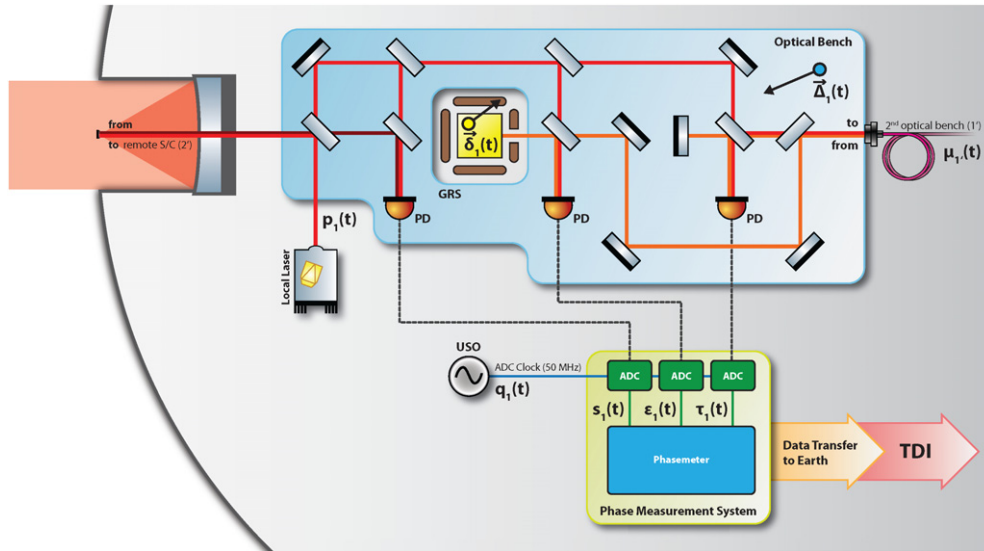 Optical Bench
Δ⃗₁(t)
from
to remote S/C (2')
to
from
2ⁿᵈ optical bench (1')
μ₁'(t)
δ⃗₁(t)
GRS
p₁(t)
PD
PD
PD
Local Laser
USO
ADC Clock (50 MHz)
q₁(t)
ADC
ADC
ADC
s₁(t)
ε₁(t)
τ₁(t)
Phasemeter
Phase Measurement System
Data Transfer
to Earth
TDI